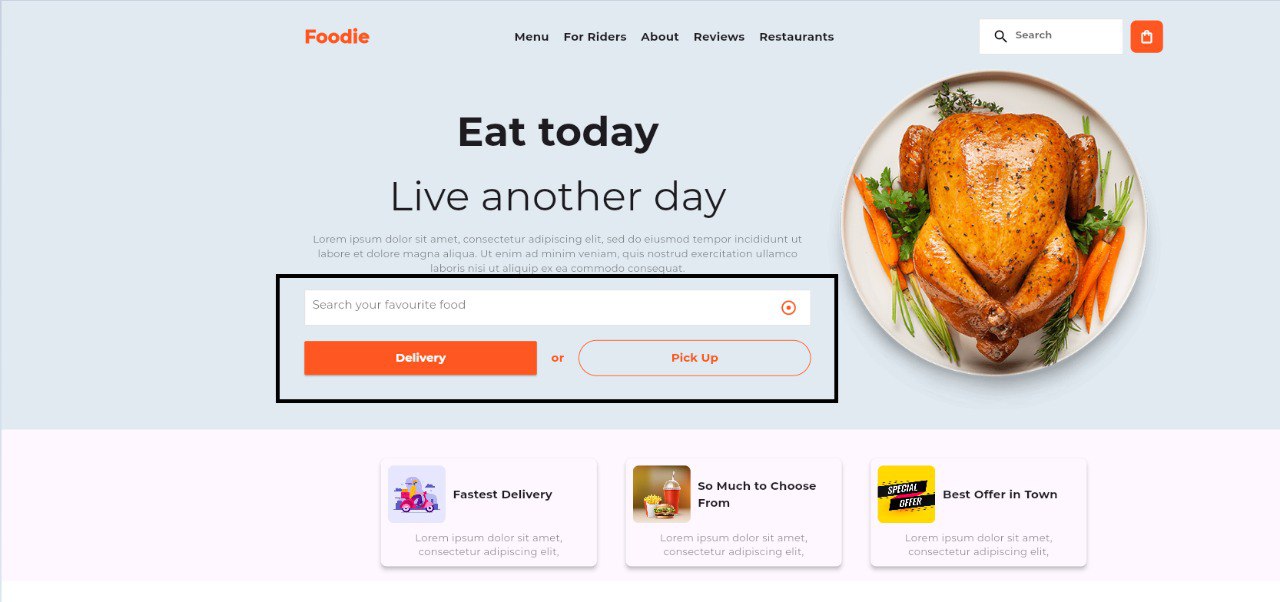 Foodie
Menu For Riders About Reviews Restaurants
Search
Eat today
Live another day
Lorem ipsum dolor sit amet, consectetur adipiscing elit, sed do eiusmod tempor incididunt ut
labore et dolore magna aliqua. Ut enim ad minim veniam, quis nostrud exercitation ullamco
laboris nisi ut aliquip ex ea commodo consequat.
Search your favourite food
Delivery or Pick Up
Fastest Delivery
Lorem ipsum dolor sit amet,
consectetur adipiscing elit,
So Much to Choose
From
Lorem ipsum dolor sit amet,
consectetur adipiscing elit,
SPECIAL
OFFER
Best Offer in Town
Lorem ipsum dolor sit amet,
consectetur adipiscing elit,